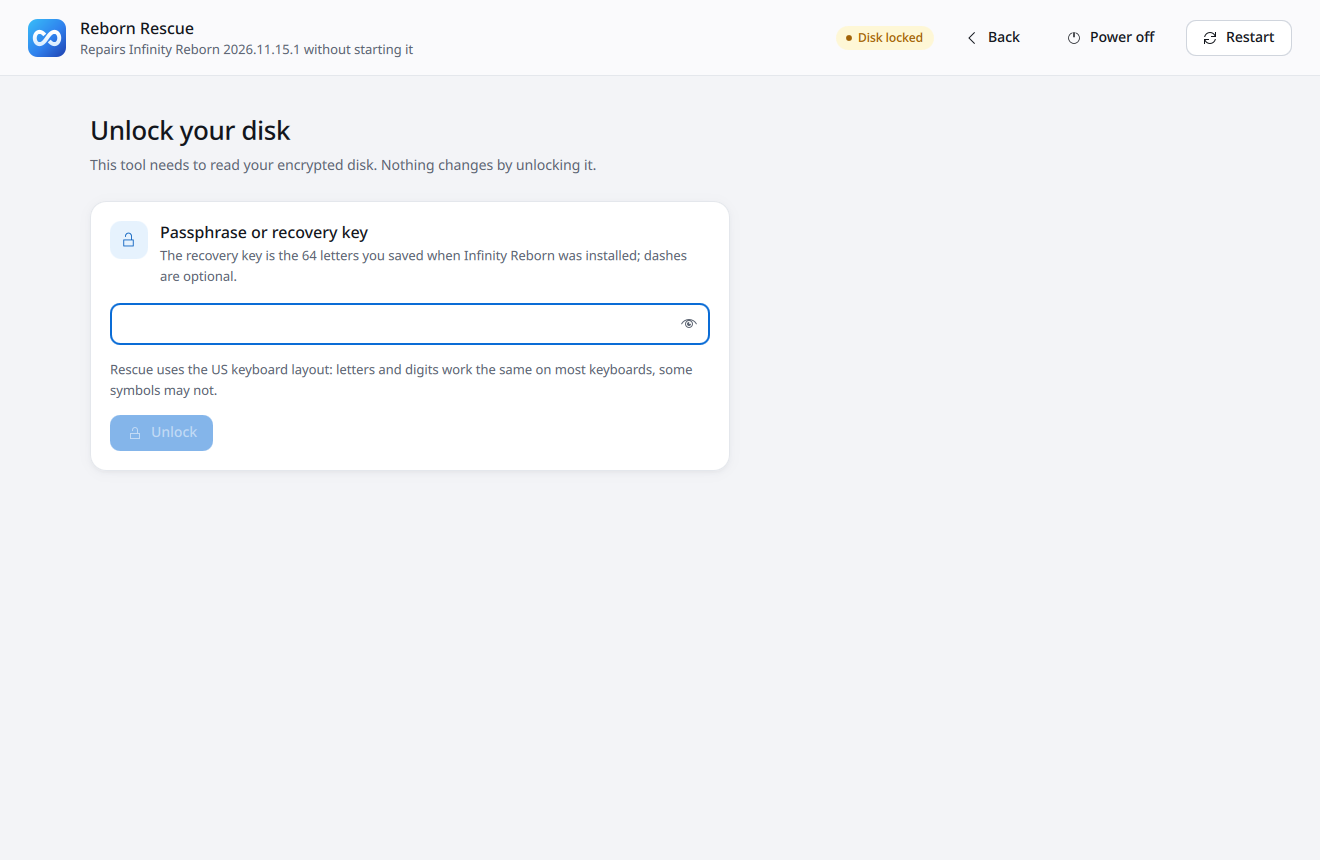 Reborn Rescue
Repairs Infinity Reborn 2026.11.15.1 without starting it
Disk locked
Back
Power off
Restart
Unlock your disk
This tool needs to read your encrypted disk. Nothing changes by unlocking it.
Passphrase or recovery key
The recovery key is the 64 letters you saved when Infinity Reborn was installed; dashes
are optional.
Rescue uses the US keyboard layout: letters and digits work the same on most keyboards, some
symbols may not.
Unlock